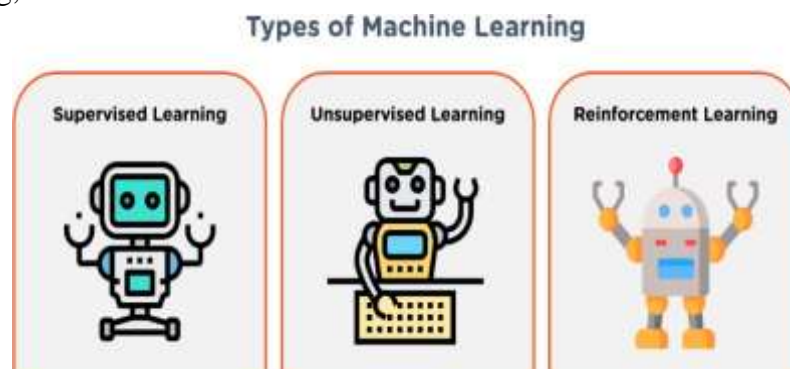 Types of Machine Learning
Supervised Learning
Unsupervised Learning
Reinforcement Learning